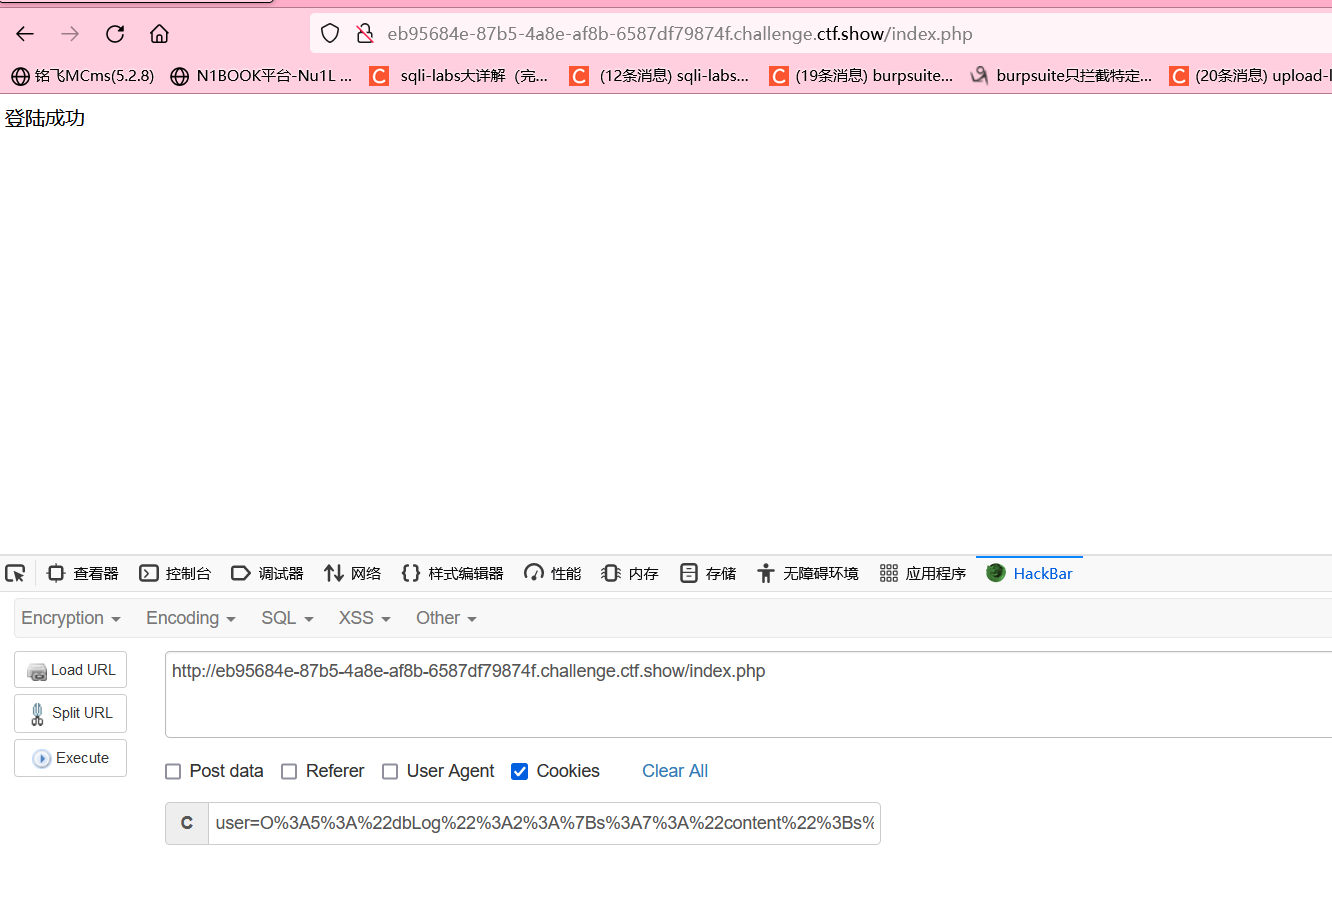 eb95684e-87b5-4a8e-af8b-6587df79874f.challenge.ctf.show/index.php
铭飞MCms(5.2.8) N1BOOK平台-Nu1L ... C sqli-labs大详解（完... C (12条消息) sqli-labs... C (19条消息) burpsuite... burpsuite只拦截特定... C (20条消息) upload-l
登陆成功
查看器 控制台 调试器 网络 样式编辑器 性能 内存 存储 无障碍环境 应用程序 HackBar
Encryption Encoding SQL XSS Other
Load URL http://eb95684e-87b5-4a8e-af8b-6587df79874f.challenge.ctf.show/index.php
Split URL
Execute
Post data Referer User Agent Cookies Clear All
C user=O%3A5%3A%22dbLog%22%3A2%3A%7Bs%3A7%3A%22content%22%3Bs%